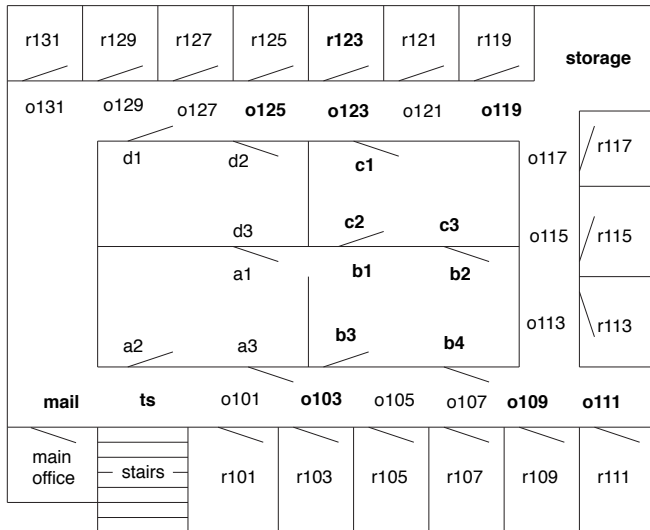 r131 r129 r127 r125 r123 r121 r119
storage
o131 o129 o127 o125 o123 o121 o119
d1 d2 c1 o117 r117
d3 c2 c3 o115 r115
a1 b1 b2
a2 a3 b3 b4 o113 r113
mail ts o101 o103 o105 o107 o109 o111
main
office
stairs
r101 r103 r105 r107 r109 r111